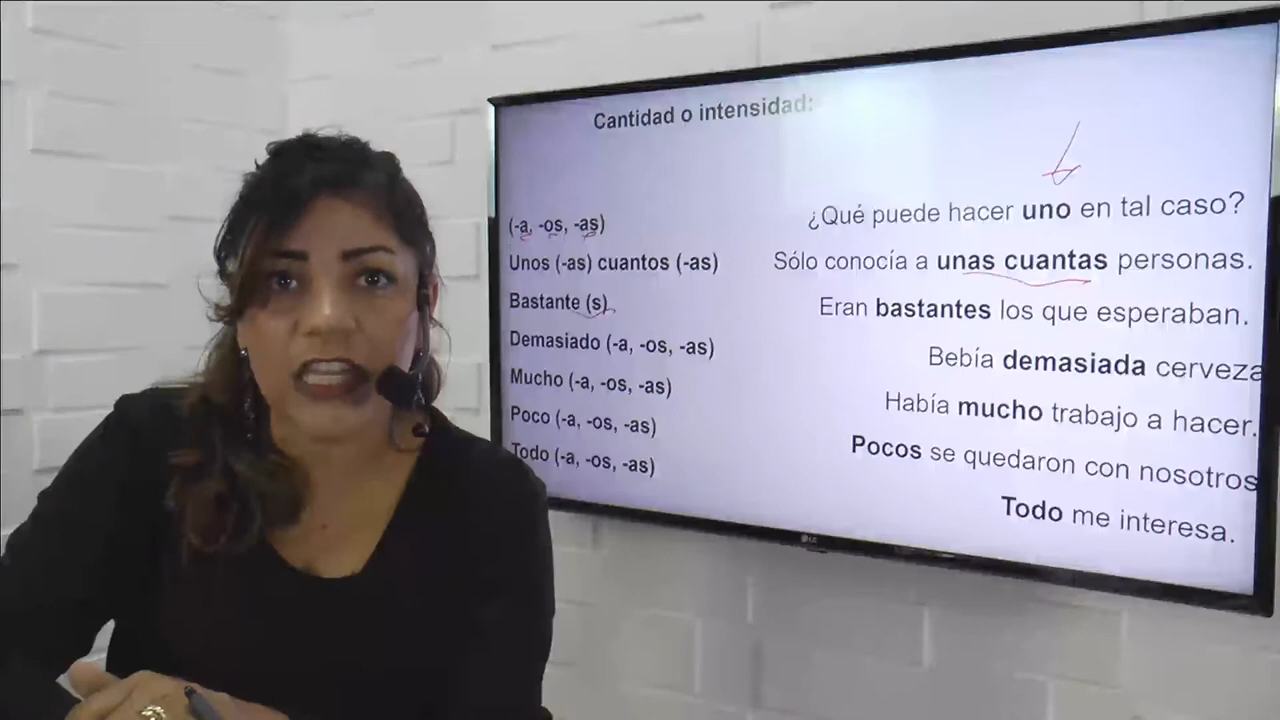 Cantidad o intensidad:
(-a, -os, -as)
Unos (-as) cuantos (-as)
Bastante (s)
Demasiado (-a, -os, -as)
Mucho (-a, -os, -as)
Poco (-a, -os, -as)
Todo (-a, -os, -as)
¿Qué puede hacer uno en tal caso?
Sólo conocía a unas cuantas personas.
Eran bastantes los que esperaban.
Bebía demasiada cerveza
Había mucho trabajo a hacer.
Pocos se quedaron con nosotros
Todo me interesa.
LG